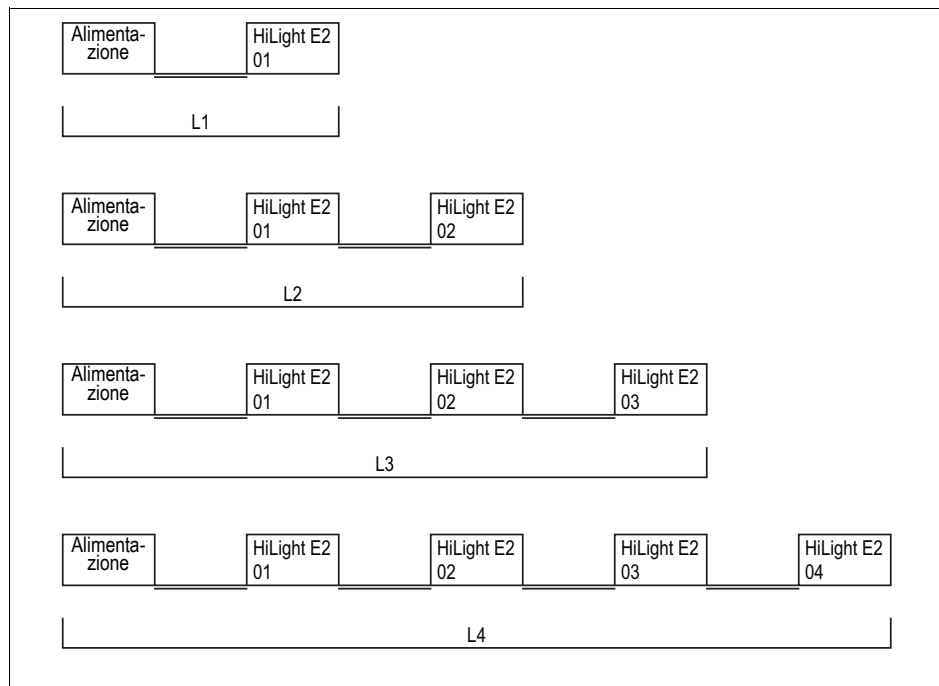 Alimenta-
zione
HiLight E2
01
L1
Alimenta-
zione
HiLight E2
01
HiLight E2
02
L2
Alimenta-
zione
HiLight E2
01
HiLight E2
02
HiLight E2
03
L3
Alimenta-
zione
HiLight E2
01
HiLight E2
02
HiLight E2
03
HiLight E2
04
L4